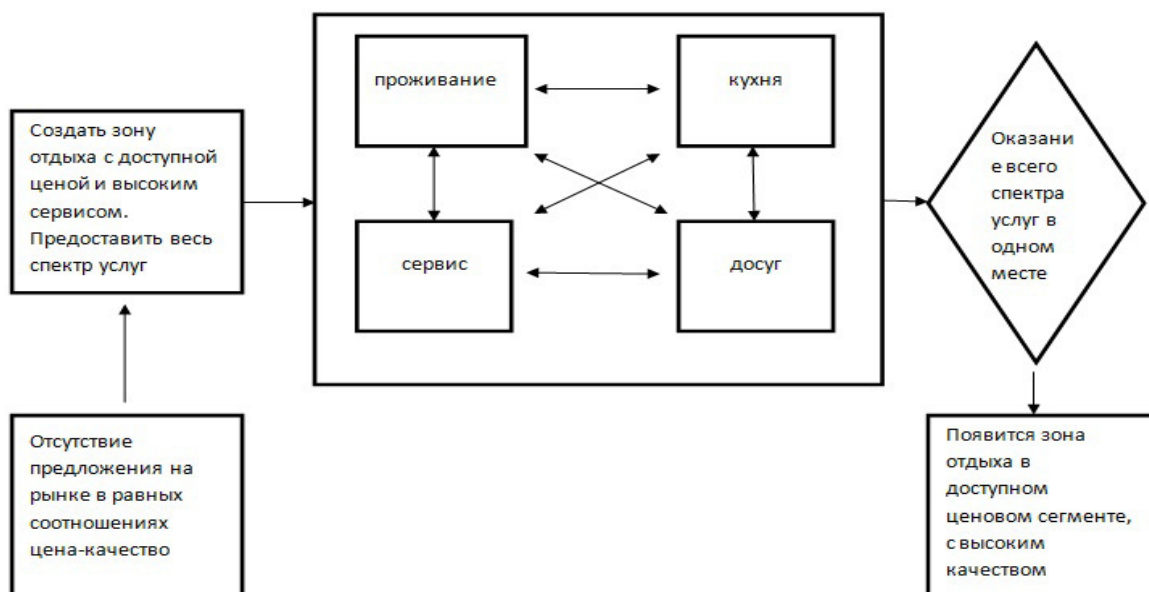 Создать зону
отдыха с доступной
ценой и высоким
сервисом.
Предоставить весь
спектр услуг
Отсутствие
предложения на
рынке в равных
соотношениях
цена-качество
проживание
кухня
сервис
досуг
Оказани
е всего
спектра
услуг в
одном
месте
Появится зона
отдыха в
доступном
ценовом сегменте,
с высоким
качеством